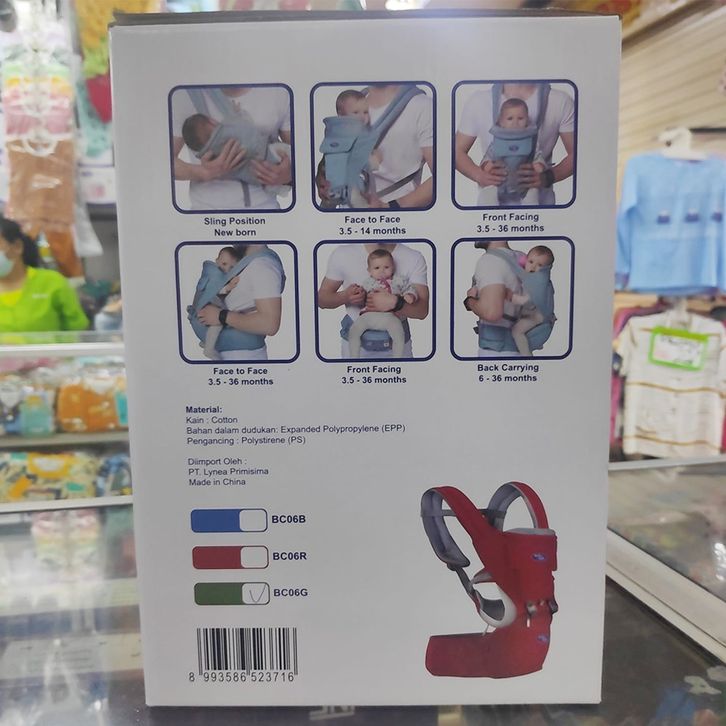 Sling Position
New born
Face to Face
3.5 - 14 months
Front Facing
3.5 - 36 months
Face to Face
3.5 - 36 months
Front Facing
3.5 - 36 months
Back Carrying
6 - 36 months
Material:
Kain : Cotton
Bahan dalam dudukan: Expanded Polypropylene (EPP)
Pengancing : Polystirene (PS)
Diimport Oleh :
PT. Lynea Primisima
Made in China
BC06B
BC06R
BC06G
8 993586 523716